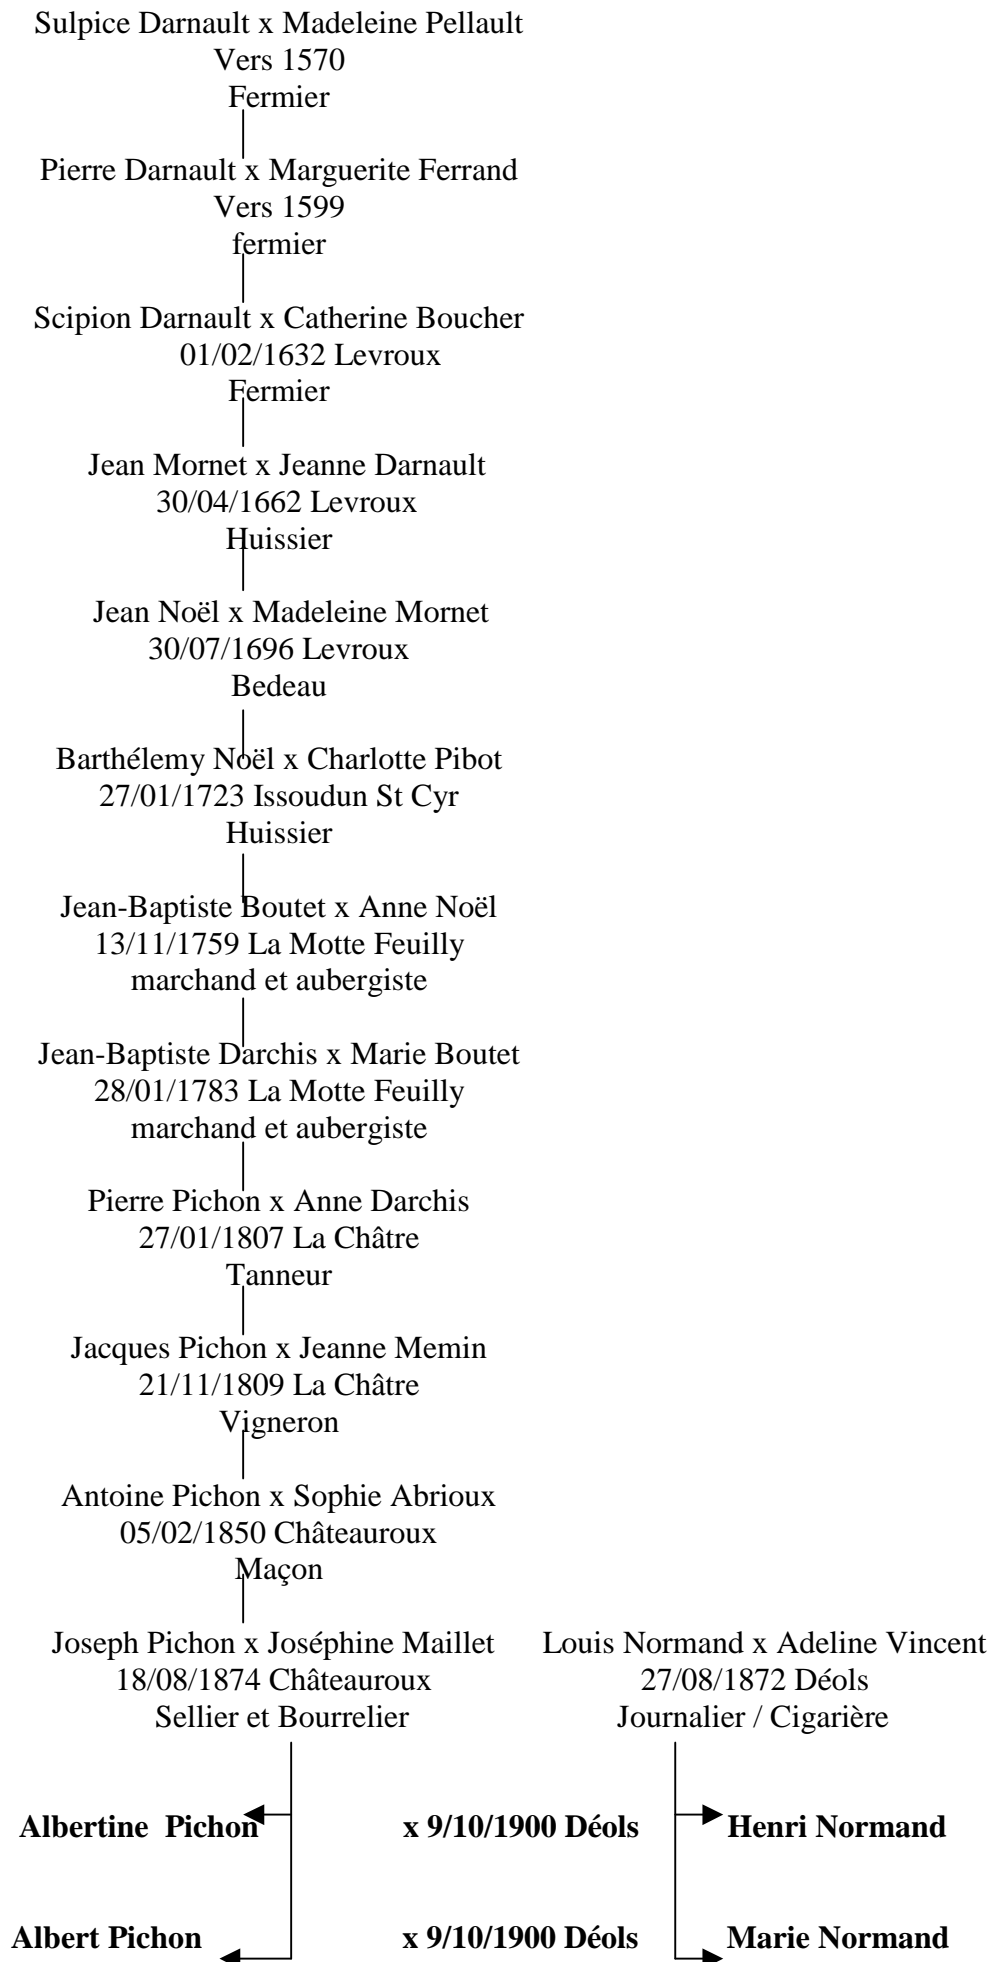 Sulpice Darnault x Madeleine Pellault
Vers 1570
Fermier
Pierre Darnault x Marguerite Ferrand
Vers 1599
fermier
Scipion Darnault x Catherine Boucher
01/02/1632 Levroux
Fermier
Jean Mornet x Jeanne Darnault
30/04/1662 Levroux
Huissier
Jean Noël x Madeleine Mornet
30/07/1696 Levroux
Bedeau
Barthélemy Noël x Charlotte Pibot
27/01/1723 Issoudun St Cyr
Huissier
Jean-Baptiste Boutet x Anne Noël
13/11/1759 La Motte Feuilly
marchand et aubergiste
Jean-Baptiste Darchis x Marie Boutet
28/01/1783 La Motte Feuilly
marchand et aubergiste
Pierre Pichon x Anne Darchis
27/01/1807 La Châtre
Tanneur
Jacques Pichon x Jeanne Memin
21/11/1809 La Châtre
Vigneron
Antoine Pichon x Sophie Abrioux
05/02/1850 Châteauroux
Maçon
Joseph Pichon x Joséphine Maillet
18/08/1874 Châteauroux
Sellier et Bourrelier
Louis Normand x Adeline Vincent
27/08/1872 Déols
Journalier / Cigarière
Albertine Pichon x 9/10/1900 Déols Henri Normand
Albert Pichon x 9/10/1900 Déols Marie Normand